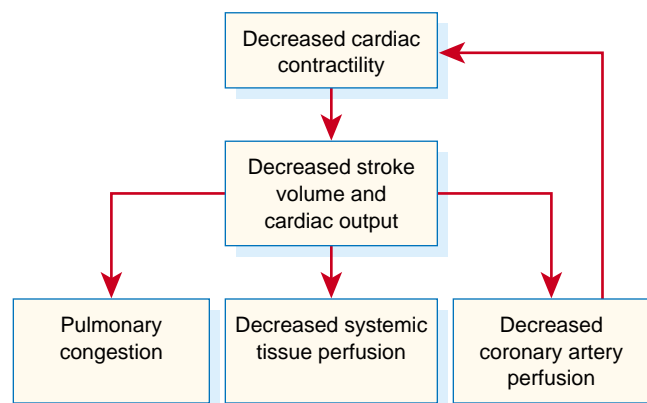 Decreased cardiac
contractility
Decreased stroke
volume and
cardiac output
Pulmonary
congestion
Decreased systemic
tissue perfusion
Decreased
coronary artery
perfusion